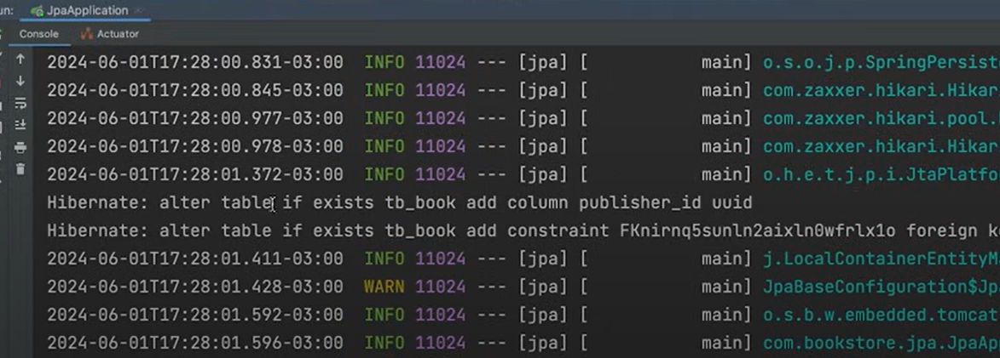 un: JpaApplication
Console Actuator
2024-06-01T17:28:00.831-03:00 INFO 11024 --- [jpa] [ main] o.s.o.j.p.SpringPersist
2024-06-01T17:28:00.845-03:00 INFO 11024 --- [jpa] [ main] com.zaxxer.hikari.Hikar
2024-06-01T17:28:00.977-03:00 INFO 11024 --- [jpa] [ main] com.zaxxer.hikari.pool.
2024-06-01T17:28:00.978-03:00 INFO 11024 --- [jpa] [ main] com.zaxxer.hikari.Hikar
2024-06-01T17:28:01.372-03:00 INFO 11024 --- [jpa] [ main] o.h.e.t.j.p.i.JtaPlatfo
Hibernate: alter table if exists tb_book add column publisher_id uuid
Hibernate: alter table if exists tb_book add constraint FKnirnq5sunln2aixln0wfrlx1o foreign k
2024-06-01T17:28:01.411-03:00 INFO 11024 --- [jpa] [ main] j.LocalContainerEntityM
2024-06-01T17:28:01.428-03:00 WARN 11024 --- [jpa] [ main] JpaBaseConfiguration$Jp
2024-06-01T17:28:01.592-03:00 INFO 11024 --- [jpa] [ main] o.s.b.w.embedded.tomcat
2024-06-01T17:28:01.596-03:00 INFO 11024 --- [jpa] [ main] com.bookstore.jpa.JpaAp